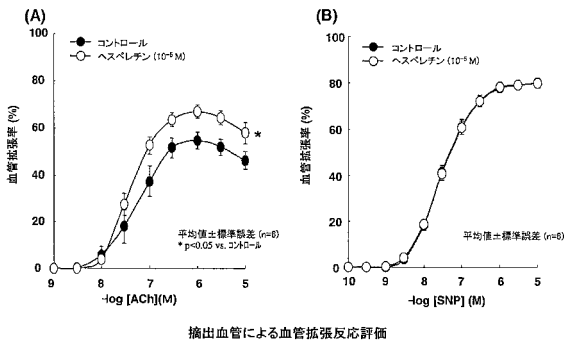 (A)
コントロール
ヘスペレチン (10⁻⁵ M)
血管拡張率 (%)
100
80
60
40
20
0
*
平均値±標準誤差 (n=6)
* p<0.05 vs. コントロール
9 8 7 6 5
-log [ACh](M)
(B)
コントロール
ヘスペレチン (10⁻⁵ M)
血管拡張率 (%)
100
80
60
40
20
0
平均値±標準誤差 (n=6)
10 9 8 7 6 5
-log [SNP] (M)
摘出血管による血管拡張反応評価